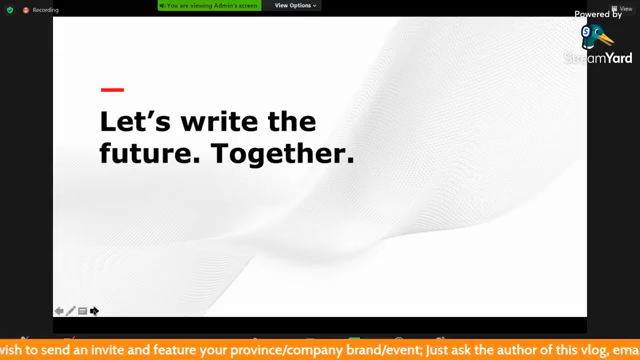 Recording
You are viewing Admin's screen
View Options
View
Powered by
StreamYard
Let's write the
future. Together.
wish to send an invite and feature your province/company brand/event; Just ask the author of this vlog, ema